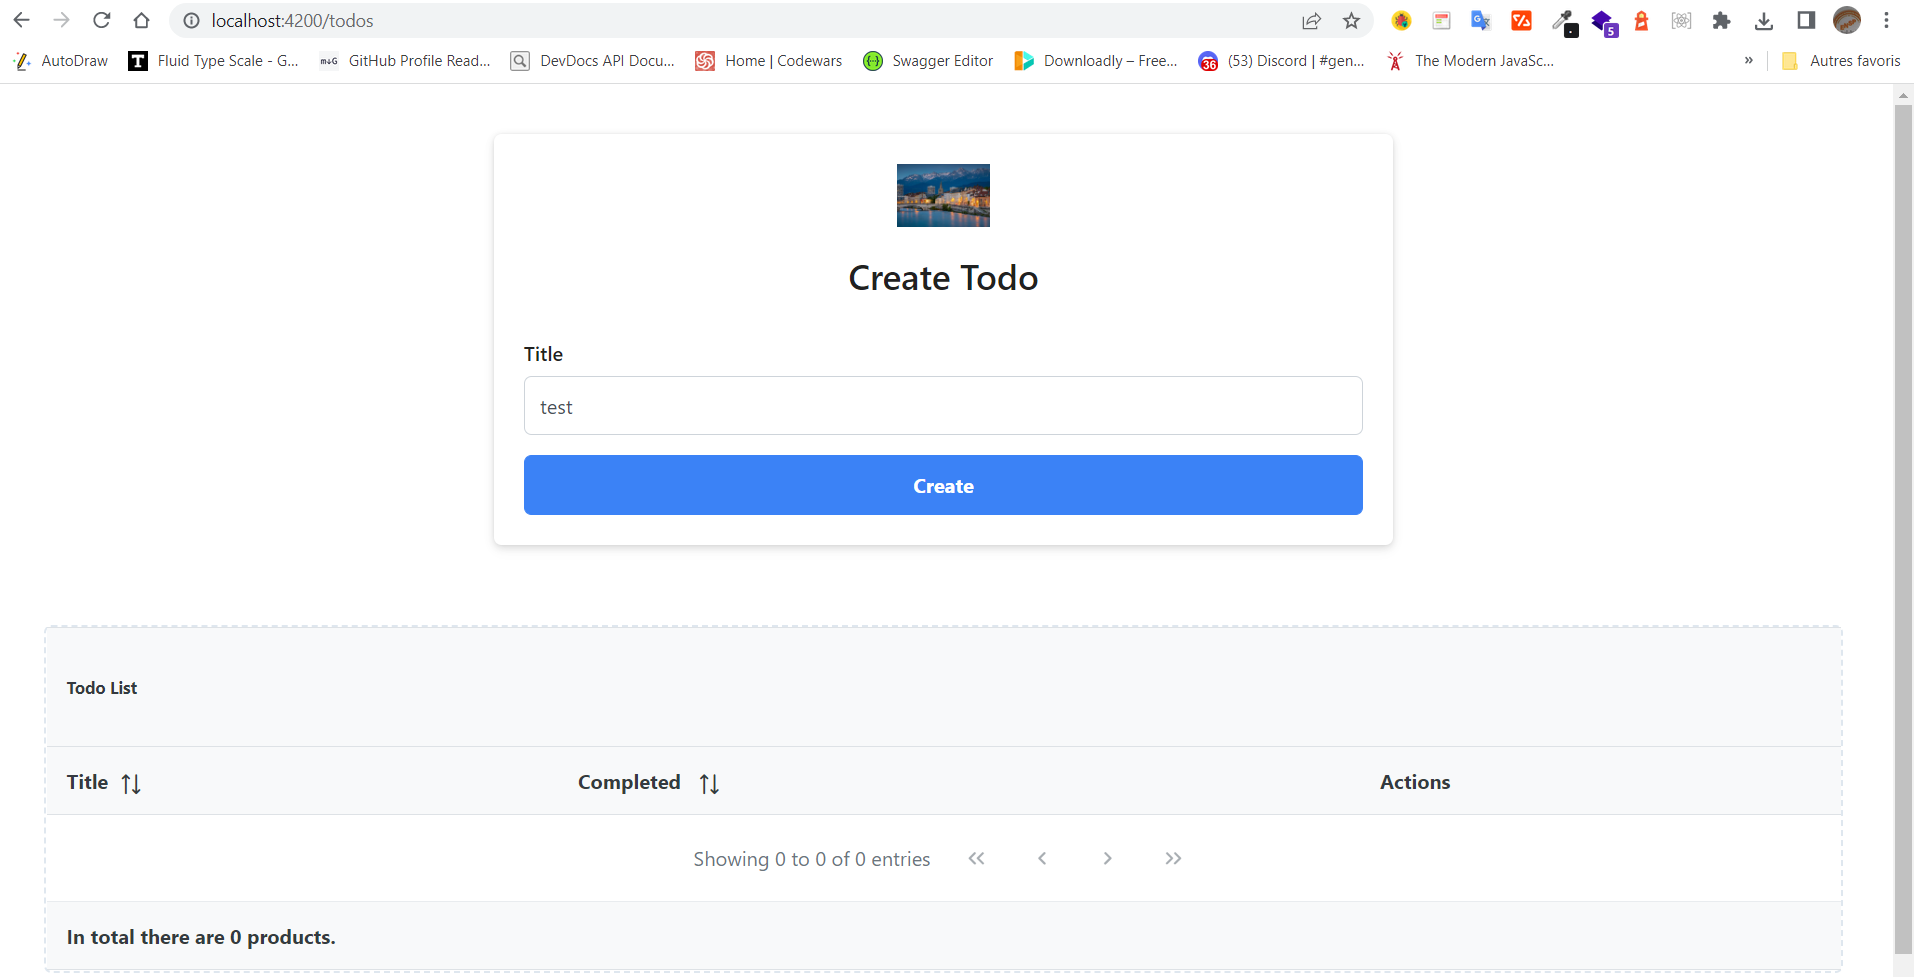 localhost:4200/todos
5
AutoDraw T Fluid Type Scale - G... GitHub Profile Read... DevDocs API Docu... Home | Codewars Swagger Editor Downloadly – Free... 36 (53) Discord | #gen... The Modern JavaSc... » Autres favoris
Create Todo
Title
test
Create
Todo List
Title Completed Actions
Showing 0 to 0 of 0 entries
In total there are 0 products.